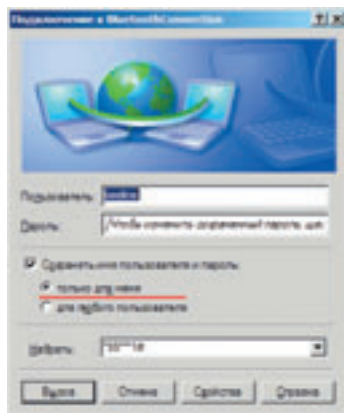 Подключение к BluetoothConnection
Пользователь:
Пароль: [Чтобы изменить сохраненный пароль, щел
Сохранять имя пользователя и пароль:
только для меня
для любого пользователя
Набрать:
Вызов Отмена Свойства Справка